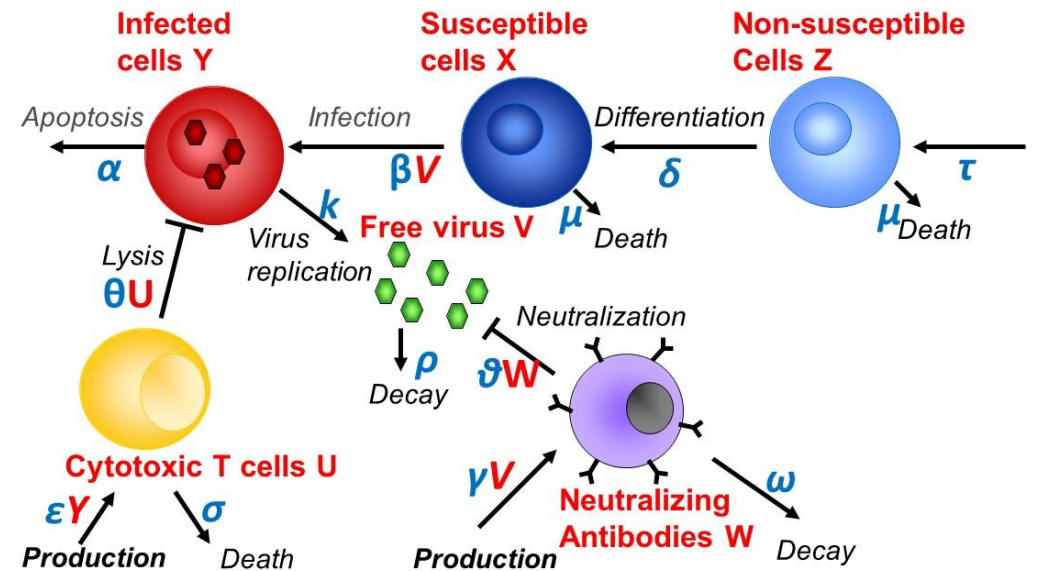 Infected
cells Y
Susceptible
cells X
Non-susceptible
Cells Z
Apoptosis
α
Infection
βV
Differentiation
δ
τ
μ
Death
μ
Death
k
Virus
replication
Free virus V
Lysis
θU
Neutralization
ϑW
ρ
Decay
Cytotoxic T cells U
εY
Production
σ
Death
γV
Production
Neutralizing
Antibodies W
ω
Decay